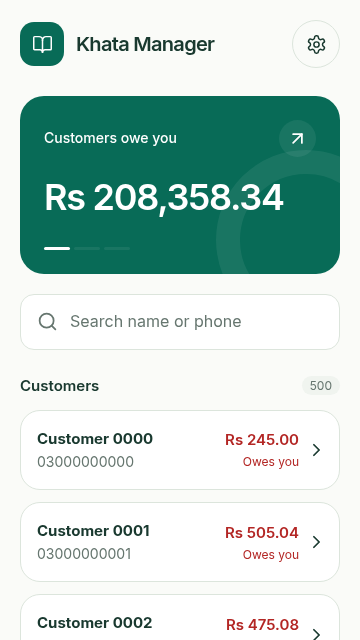 Khata Manager
Customers owe you
Rs 208,358.34
Search name or phone
Customers 500
Customer 0000 Rs 245.00
03000000000 Owes you
Customer 0001 Rs 505.04
03000000001 Owes you
Customer 0002 Rs 475.08